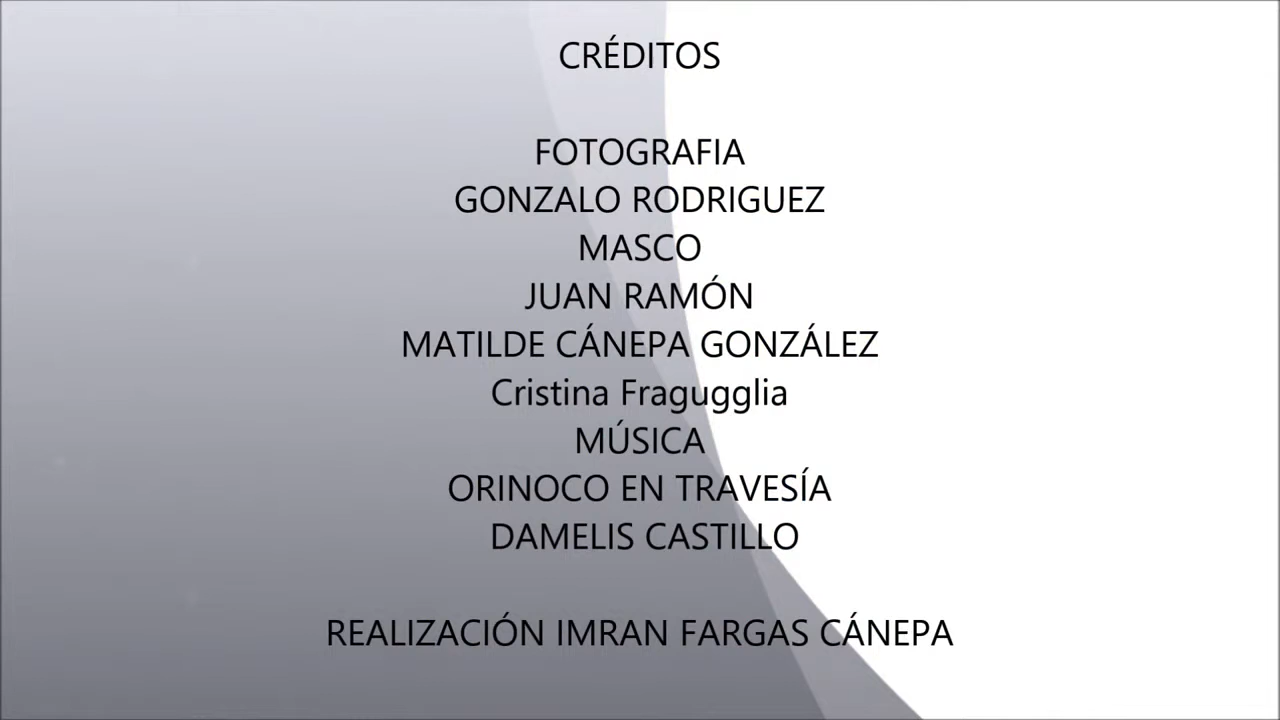 CRÉDITOS
FOTOGRAFIA
GONZALO RODRIGUEZ
MASCO
JUAN RAMÓN
MATILDE CÁNEPA GONZÁLEZ
Cristina Fragugglia
MÚSICA
ORINOCO EN TRAVESÍA
DAMELIS CASTILLO
REALIZACIÓN IMRAN FARGAS CÁNEPA